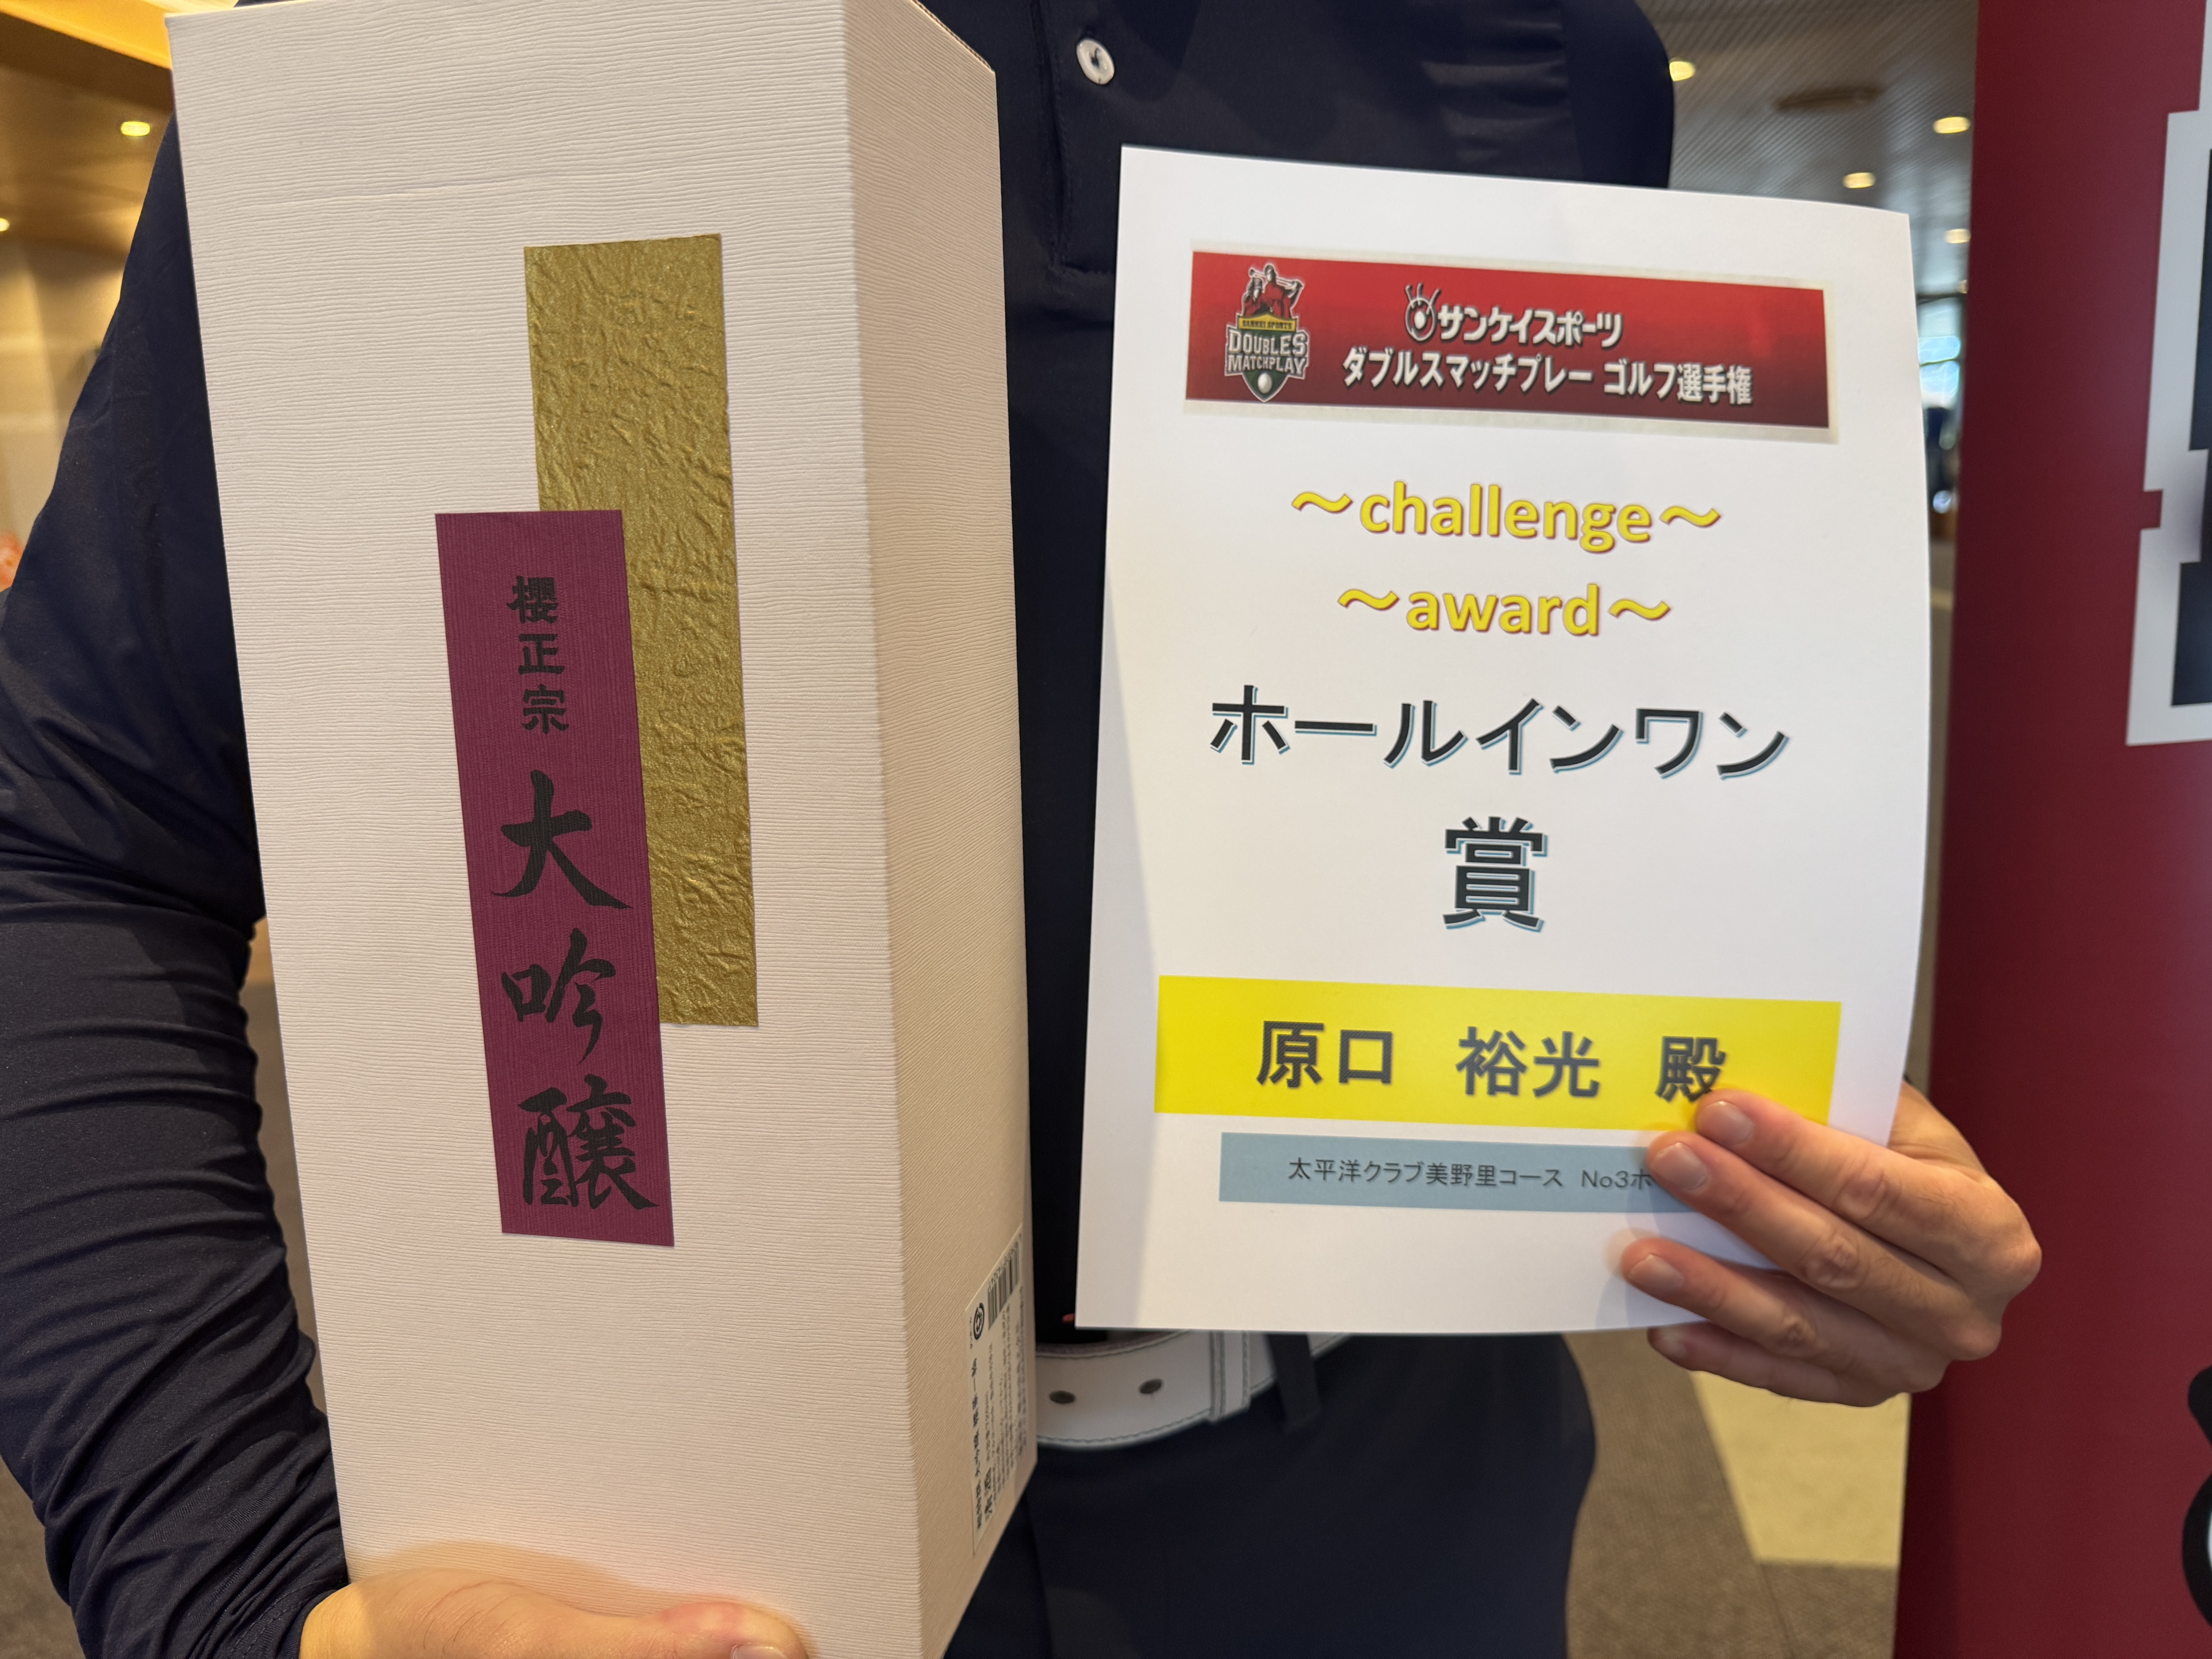 櫻正宗
大吟醸
SANKEI SPORTS
DOUBLES
MATCHPLAY
サンケイスポーツ
ダブルスマッチプレー ゴルフ選手権
～challenge～
～award～
ホールインワン
賞
原口 裕光 殿
太平洋クラブ美野里コース No3ホ